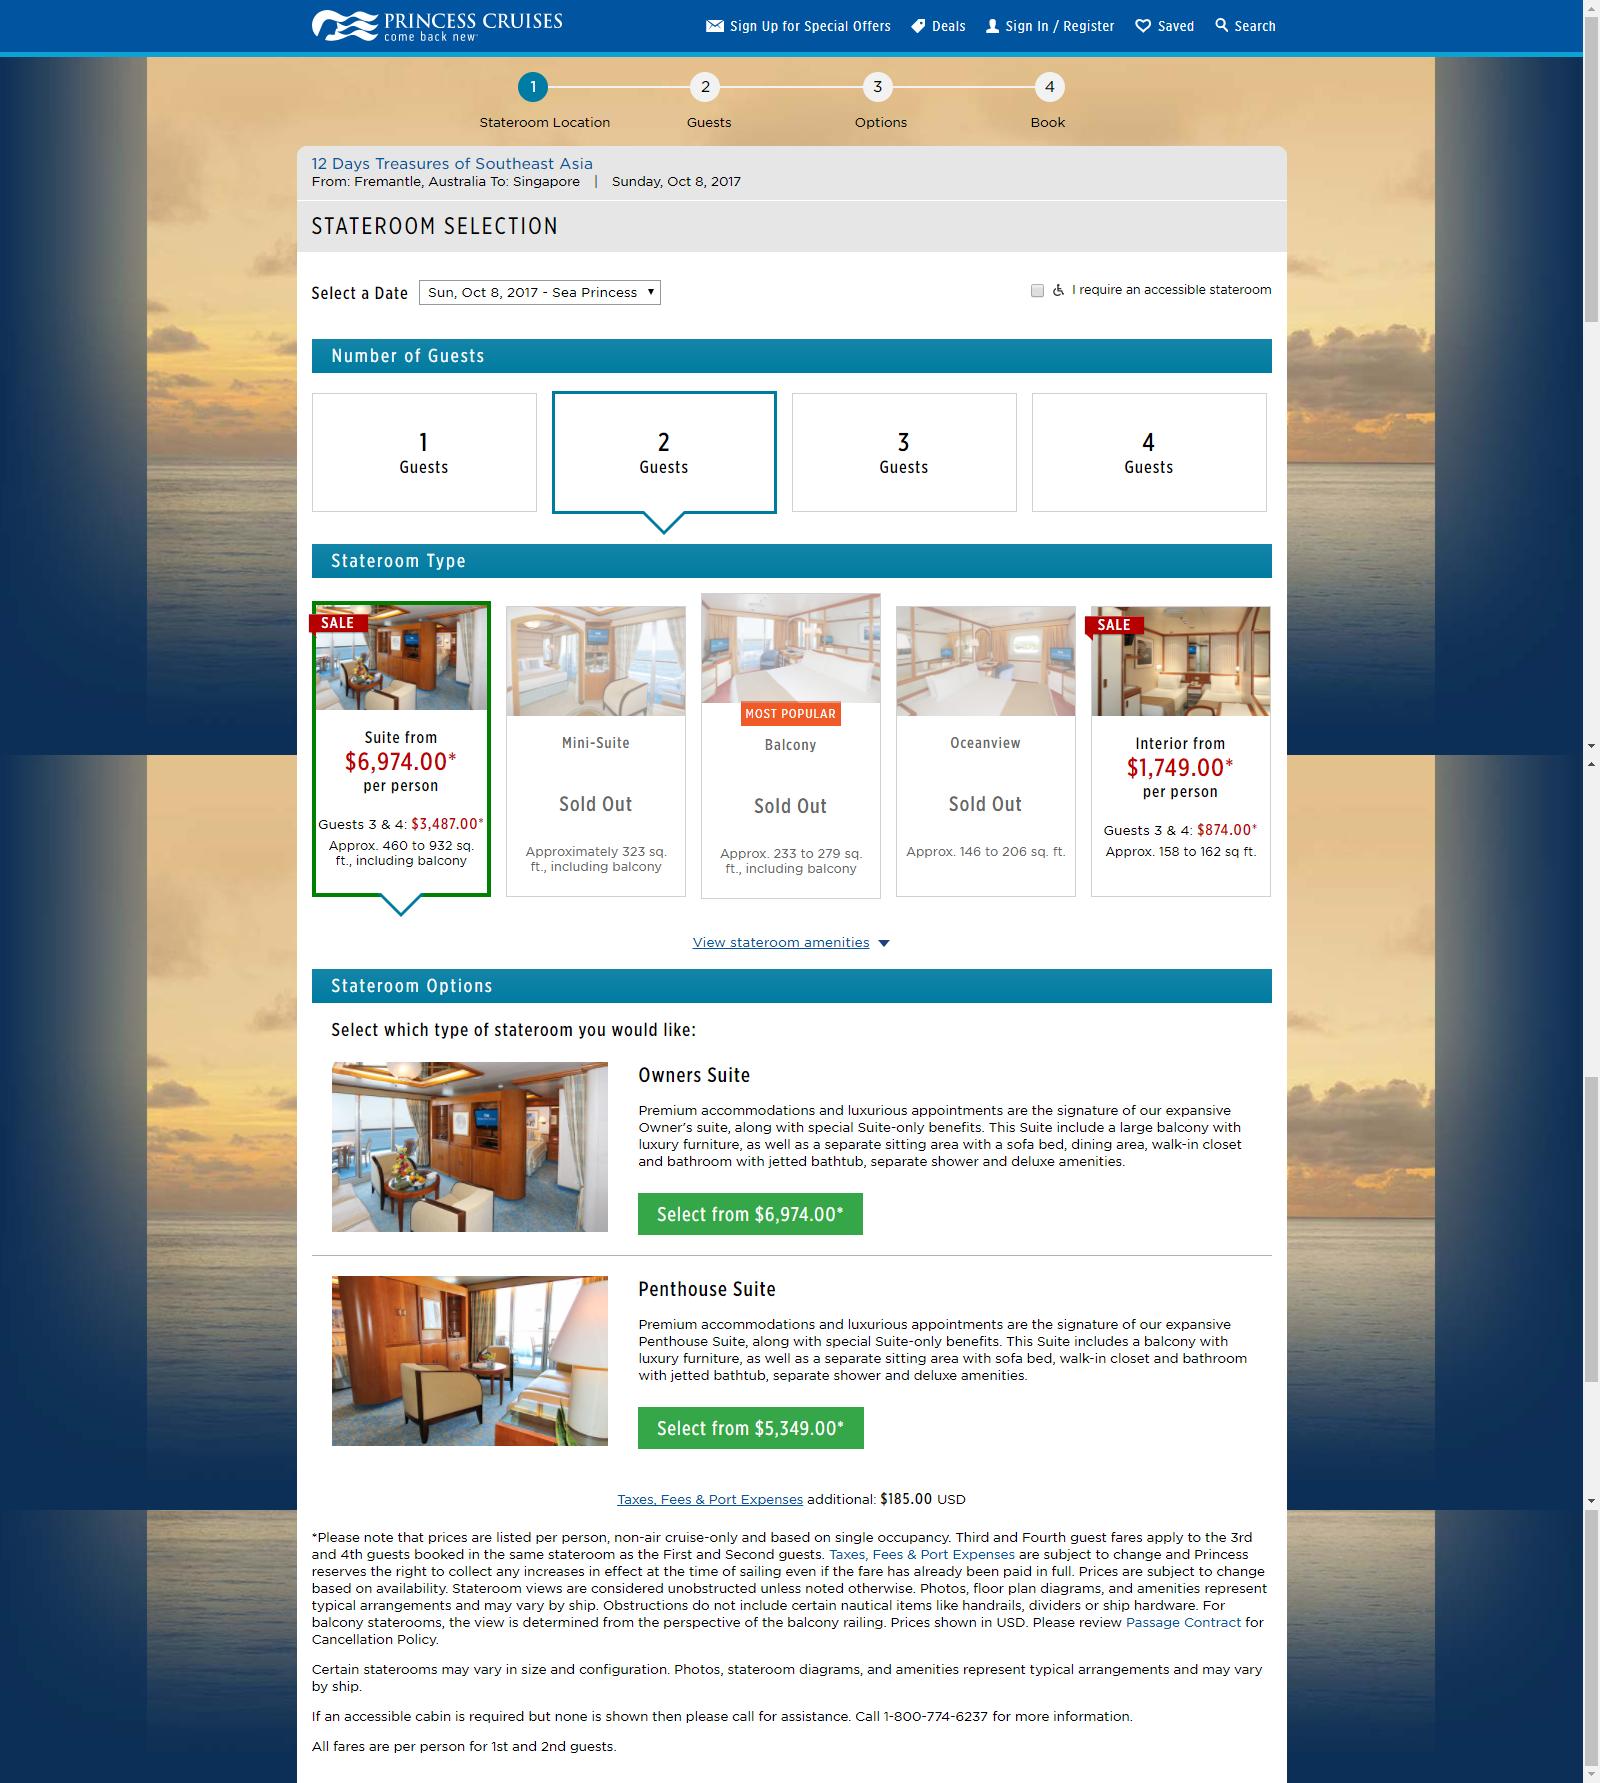 PRINCESS CRUISES
come back new
Sign Up for Special Offers
Deals
Sign In / Register
Saved
Search
1
2
3
4
Stateroom Location
Guests
Options
Book
12 Days Treasures of Southeast Asia
From: Fremantle, Australia To: Singapore | Sunday, Oct 8, 2017
STATEROOM SELECTION
Select a Date
Sun, Oct 8, 2017 - Sea Princess
I require an accessible stateroom
Number of Guests
1
Guests
2
Guests
3
Guests
4
Guests
Stateroom Type
SALE
Suite from
$6,974.00*
per person
Guests 3 & 4: $3,487.00*
Approx. 460 to 932 sq.
ft., including balcony
Mini-Suite
Sold Out
Approximately 323 sq.
ft., including balcony
MOST POPULAR
Balcony
Sold Out
Approx. 233 to 279 sq.
ft., including balcony
Oceanview
Sold Out
Approx. 146 to 206 sq. ft.
SALE
Interior from
$1,749.00*
per person
Guests 3 & 4: $874.00*
Approx. 158 to 162 sq ft.
View stateroom amenities
Stateroom Options
Select which type of stateroom you would like:
Owners Suite
Premium accommodations and luxurious appointments are the signature of our expansive
Owner's suite, along with special Suite-only benefits. This Suite include a large balcony with
luxury furniture, as well as a separate sitting area with a sofa bed, dining area, walk-in closet
and bathroom with jetted bathtub, separate shower and deluxe amenities.
Select from $6,974.00*
Penthouse Suite
Premium accommodations and luxurious appointments are the signature of our expansive
Penthouse Suite, along with special Suite-only benefits. This Suite includes a balcony with
luxury furniture, as well as a separate sitting area with sofa bed, walk-in closet and bathroom
with jetted bathtub, separate shower and deluxe amenities.
Select from $5,349.00*
Taxes, Fees & Port Expenses additional: $185.00 USD
*Please note that prices are listed per person, non-air cruise-only and based on single occupancy. Third and Fourth guest fares apply to the 3rd
and 4th guests booked in the same stateroom as the First and Second guests. Taxes, Fees & Port Expenses are subject to change and Princess
reserves the right to collect any increases in effect at the time of sailing even if the fare has already been paid in full. Prices are subject to change
based on availability. Stateroom views are considered unobstructed unless noted otherwise. Photos, floor plan diagrams, and amenities represent
typical arrangements and may vary by ship. Obstructions do not include certain nautical items like handrails, dividers or ship hardware. For
balcony staterooms, the view is determined from the perspective of the balcony railing. Prices shown in USD. Please review Passage Contract for
Cancellation Policy.
Certain staterooms may vary in size and configuration. Photos, stateroom diagrams, and amenities represent typical arrangements and may vary
by ship.
If an accessible cabin is required but none is shown then please call for assistance. Call 1-800-774-6237 for more information.
All fares are per person for 1st and 2nd guests.